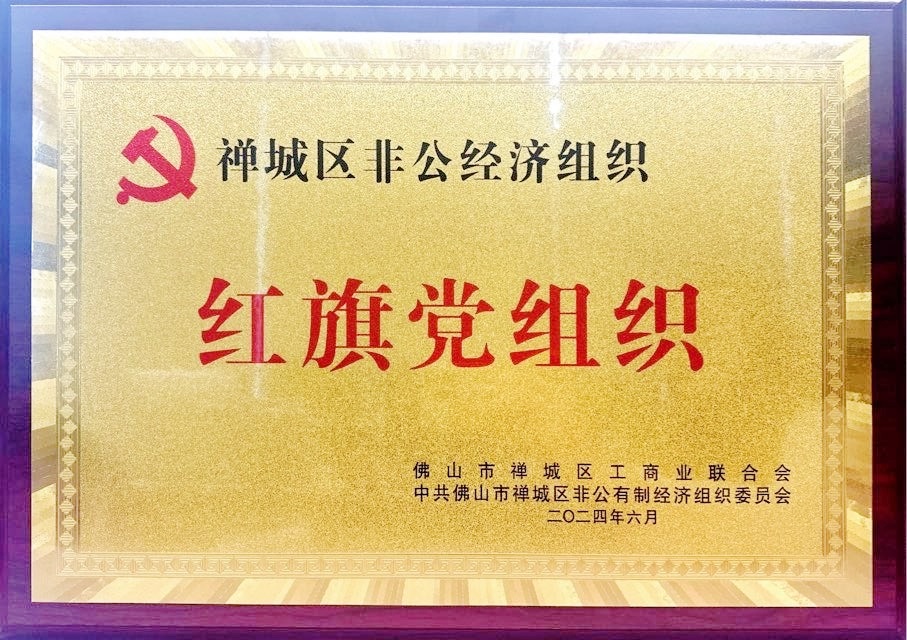 禅城区非公经济组织
红旗党组织
佛山市禅城区工商业联合会
中共佛山市禅城区非公有制经济组织委员会
二〇二四年六月